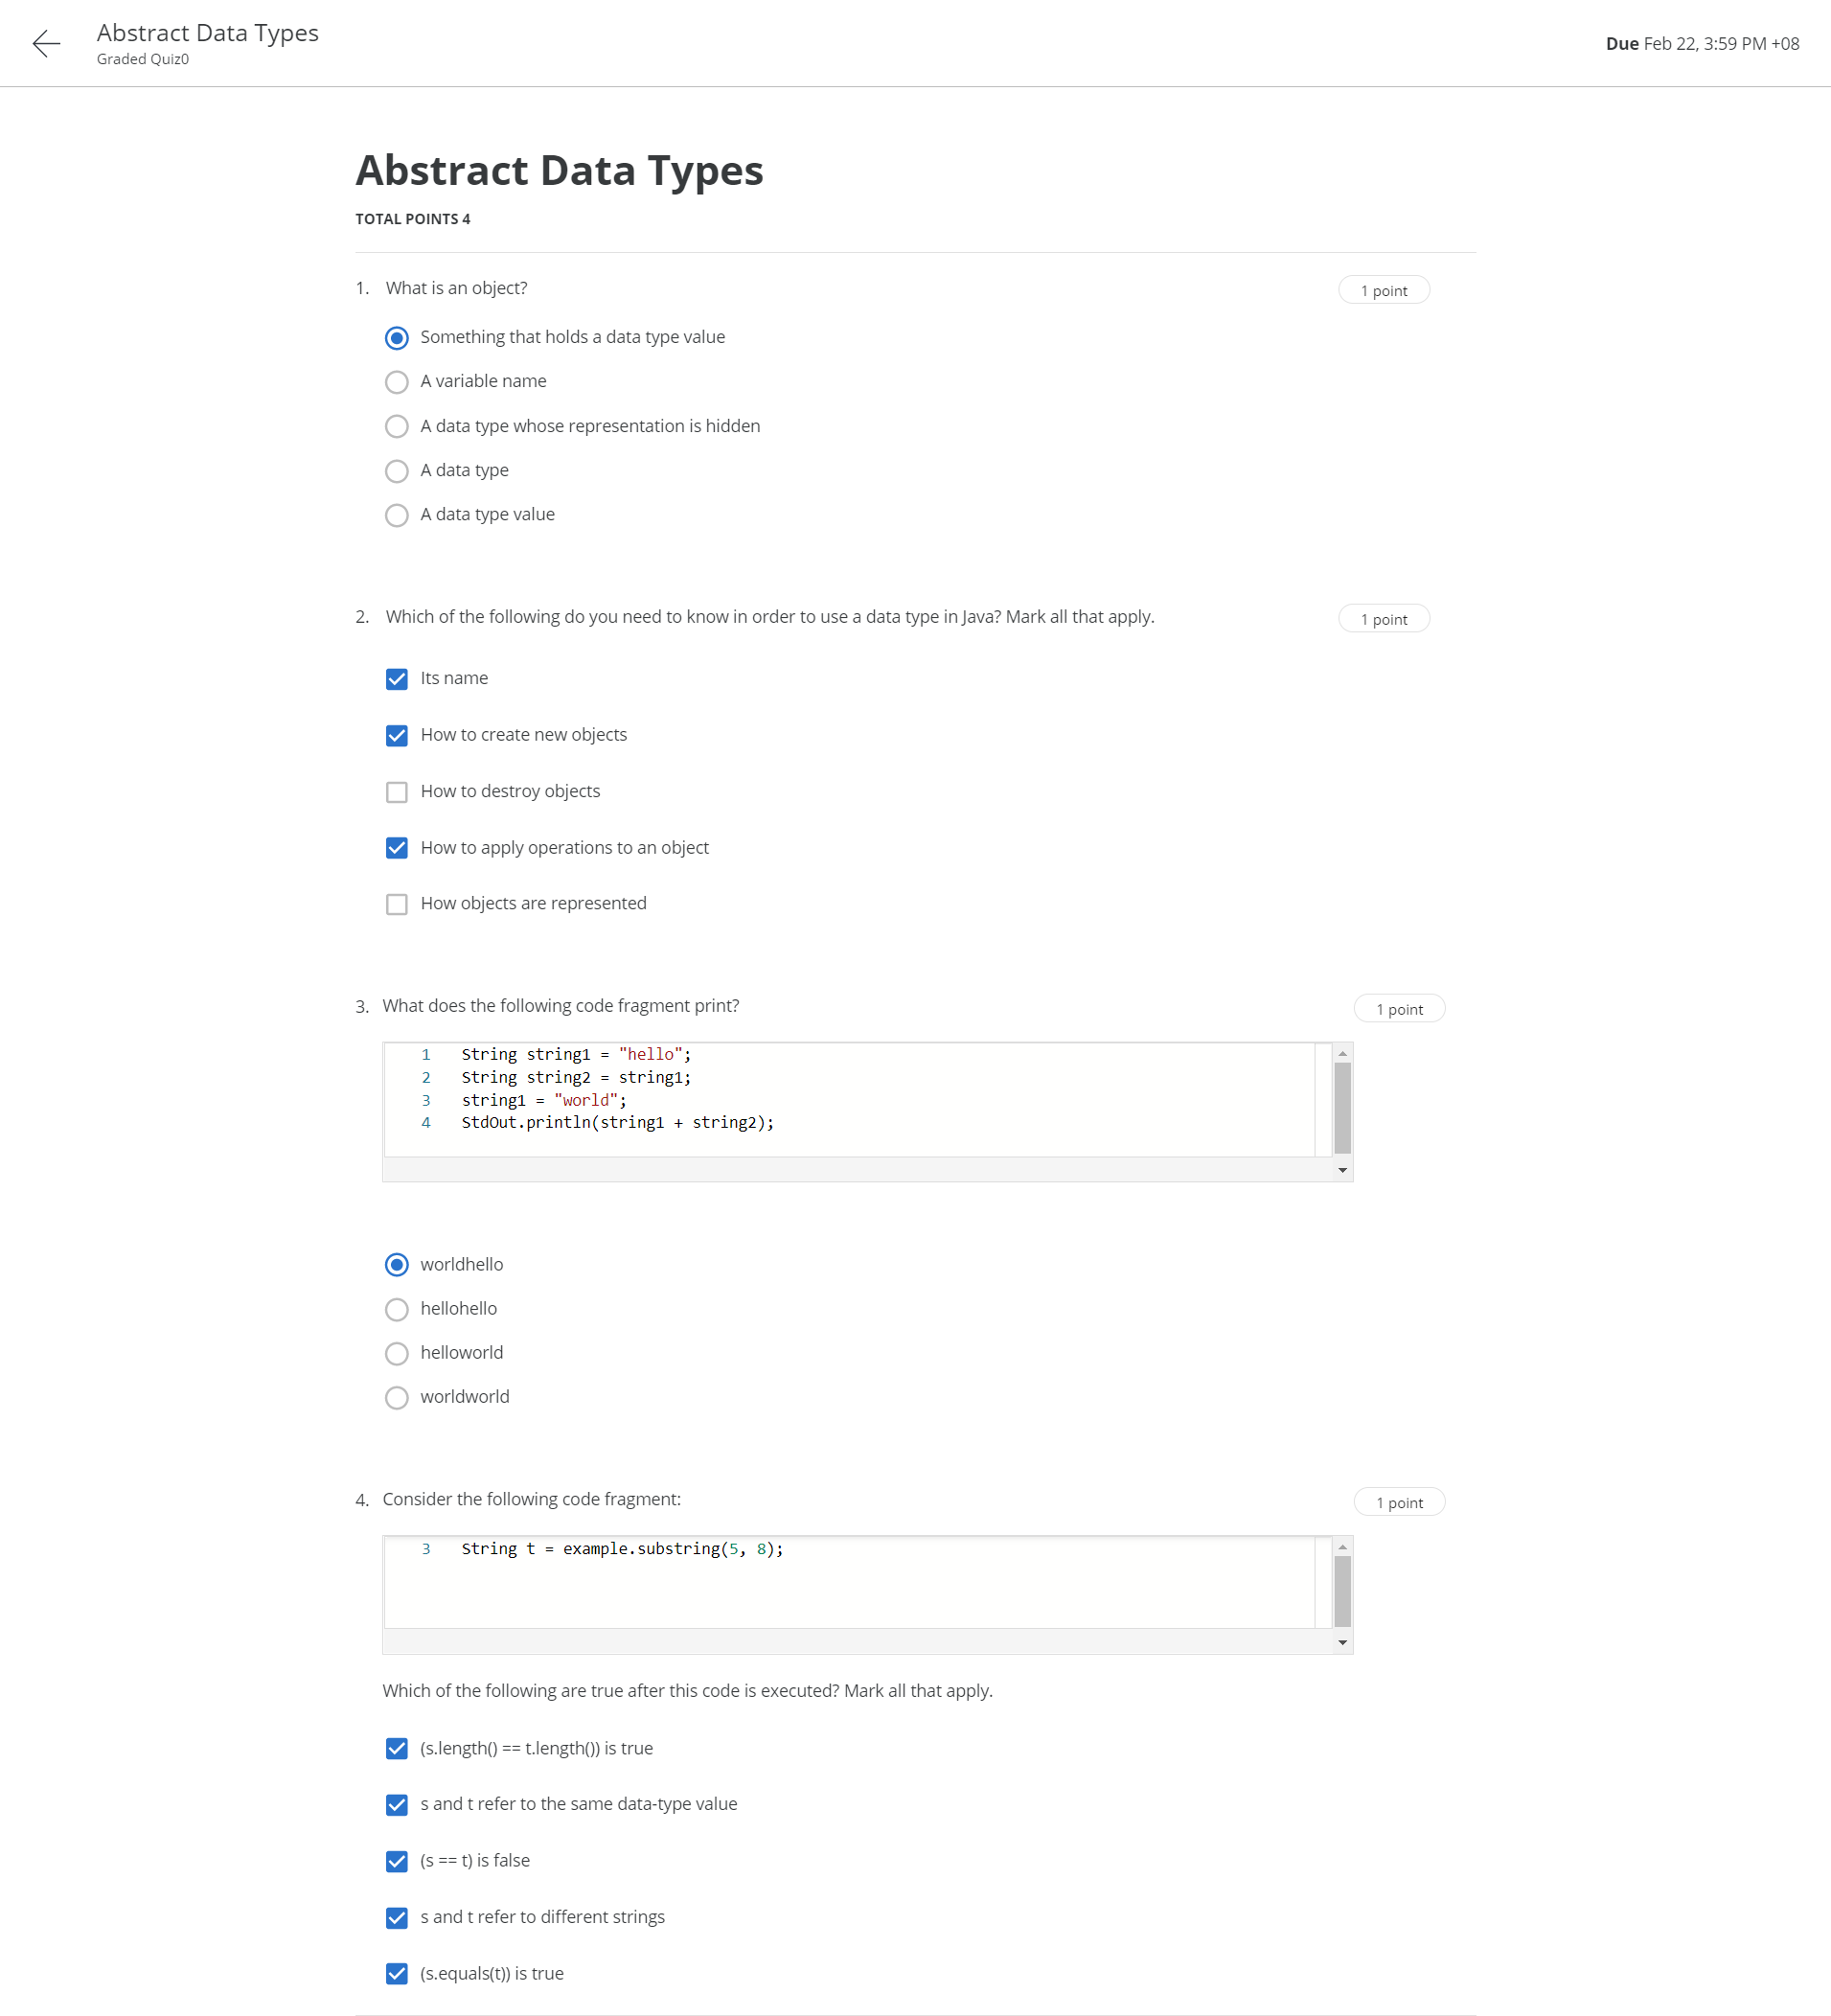 Abstract Data Types
Graded Quiz0
Due Feb 22, 3:59 PM +08
Abstract Data Types
TOTAL POINTS 4
1. What is an object?
1 point
Something that holds a data type value
A variable name
A data type whose representation is hidden
A data type
A data type value
2. Which of the following do you need to know in order to use a data type in Java? Mark all that apply.
1 point
Its name
How to create new objects
How to destroy objects
How to apply operations to an object
How objects are represented
3. What does the following code fragment print?
1 point
1 String string1 = "hello";
2 String string2 = string1;
3 string1 = "world";
4 StdOut.println(string1 + string2);
worldhello
hellohello
helloworld
worldworld
4. Consider the following code fragment:
1 point
3 String t = example.substring(5, 8);
Which of the following are true after this code is executed? Mark all that apply.
(s.length() == t.length()) is true
s and t refer to the same data-type value
(s == t) is false
s and t refer to different strings
(s.equals(t)) is true